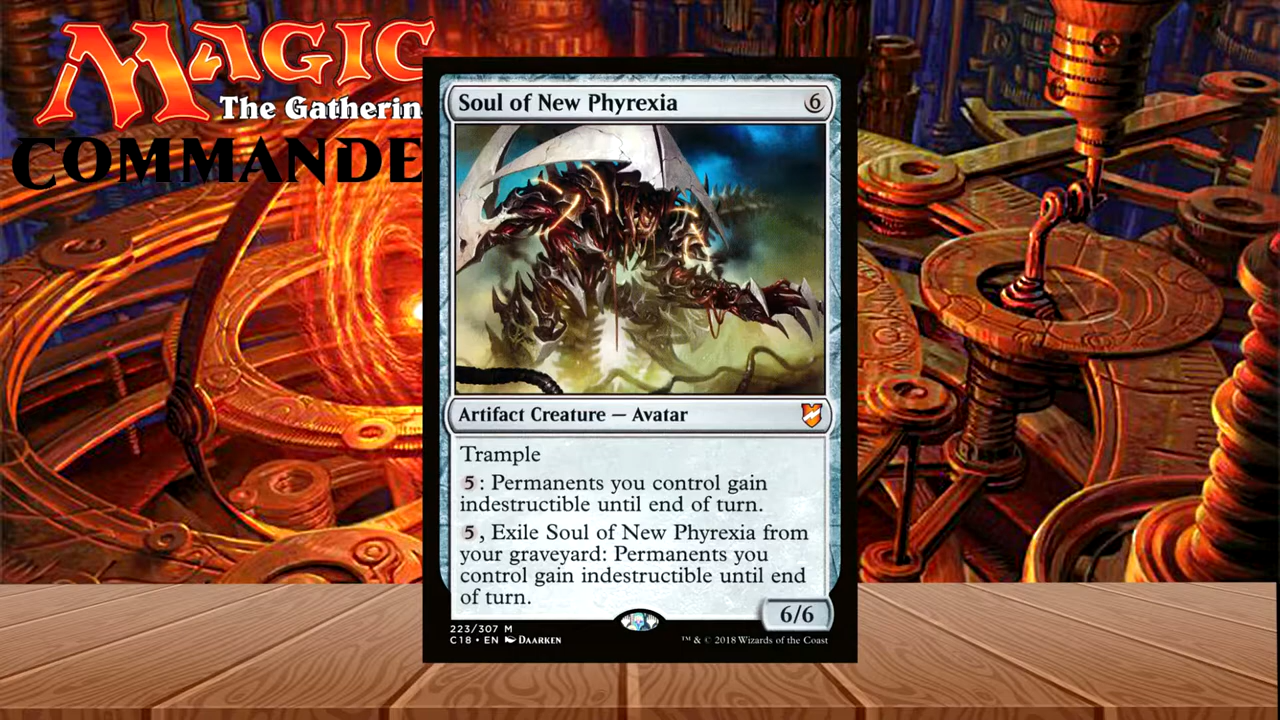 MAGIC
The Gatherin
COMMANDE
Soul of New Phyrexia 6
Artifact Creature — Avatar
Trample
5: Permanents you control gain
indestructible until end of turn.
5, Exile Soul of New Phyrexia from
your graveyard: Permanents you
control gain indestructible until end
of turn.
6/6
223/307 M
C18 • EN DAARKEN
™ & © 2018 Wizards of the Coast